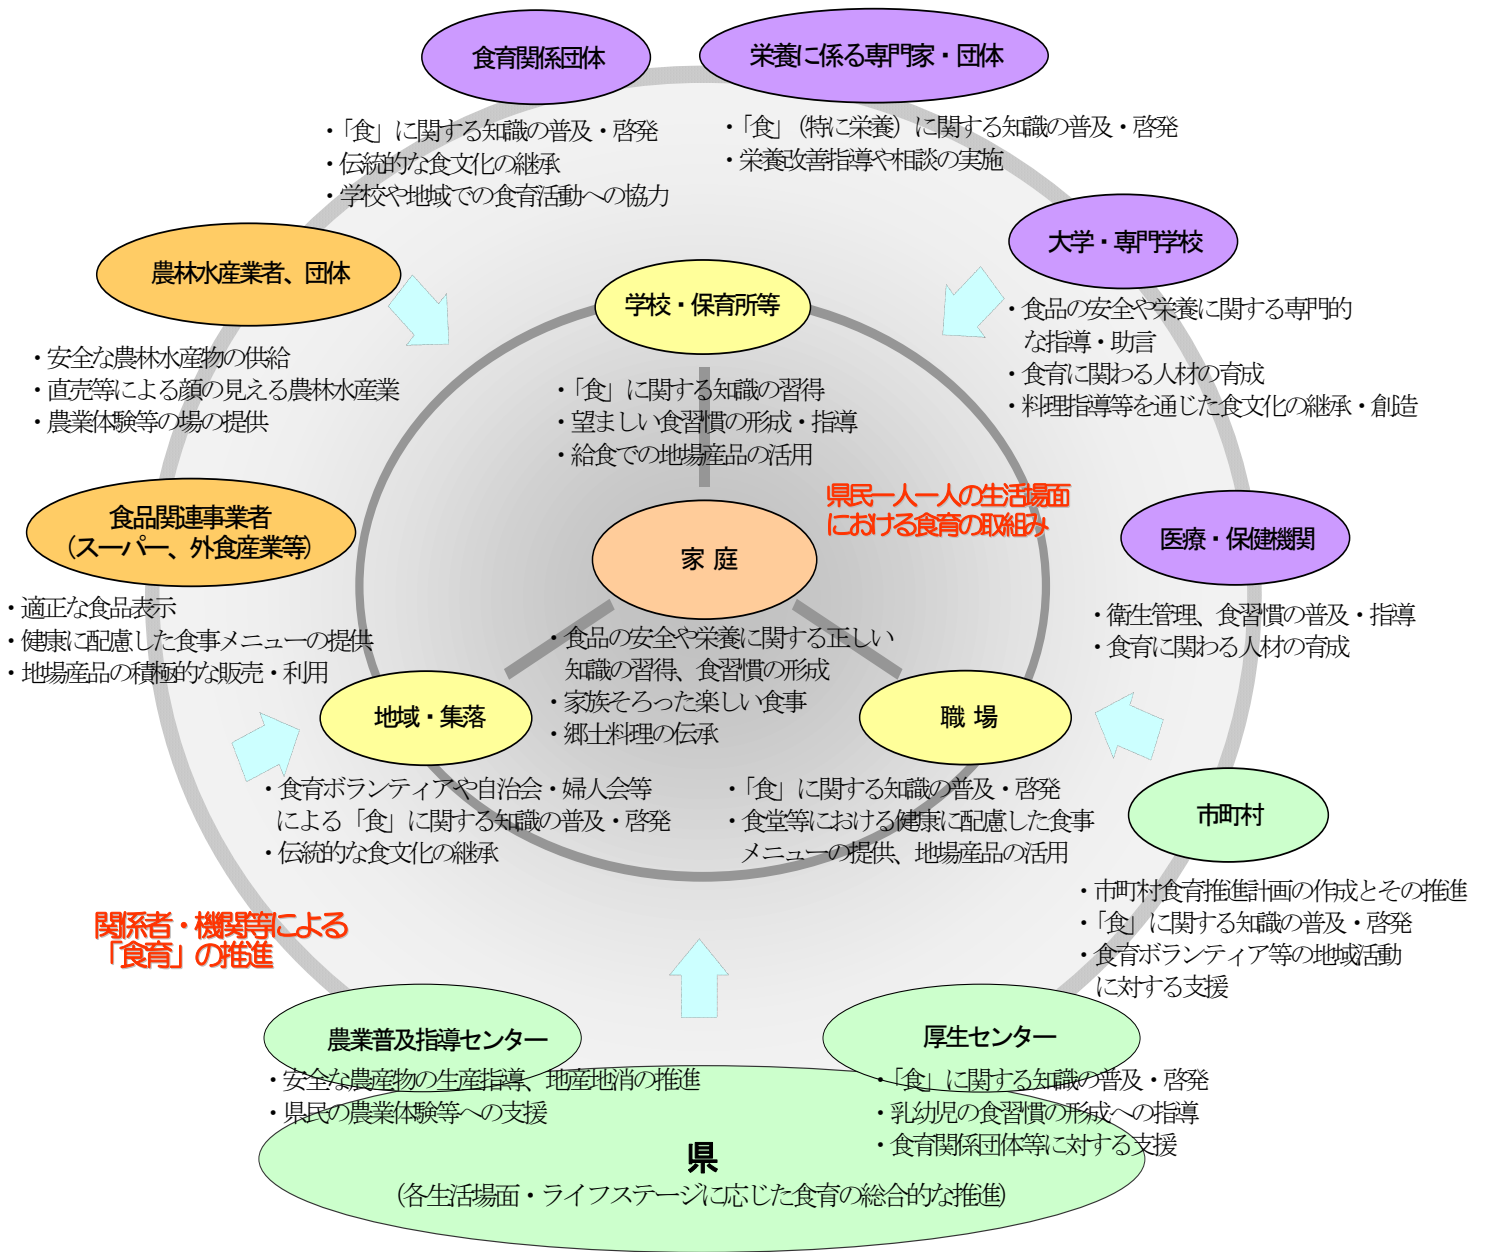 食育関係団体
・「食」に関する知識の普及・啓発
・伝統的な食文化の継承
・学校や地域での食育活動への協力
栄養に係る専門家・団体
・「食」（特に栄養）に関する知識の普及・啓発
・栄養改善指導や相談の実施
農林水産業者、団体
・安全な農林水産物の供給
・直売等による顔の見える農林水産業
・農業体験等の場の提供
大学・専門学校
・食品の安全や栄養に関する専門的
な指導・助言
・食育に関わる人材の育成
・料理指導等を通じた食文化の継承・創造
学校・保育所等
・「食」に関する知識の習得
・望ましい食習慣の形成・指導
・給食での地場産品の活用
県民一人一人の生活場面
における食育の取組み
食品関連事業者
（スーパー、外食産業等）
・適正な食品表示
・健康に配慮した食事メニューの提供
・地場産品の積極的な販売・利用
家 庭
・食品の安全や栄養に関する正しい
知識の習得、食習慣の形成
・家族そろった楽しい食事
・郷土料理の伝承
医療・保健機関
・衛生管理、食習慣の普及・指導
・食育に関わる人材の育成
地域・集落
・食育ボランティアや自治会・婦人会等
による「食」に関する知識の普及・啓発
・伝統的な食文化の継承
職 場
・「食」に関する知識の普及・啓発
・食堂等における健康に配慮した食事
メニューの提供、地場産品の活用
市町村
・市町村食育推進計画の作成とその推進
・「食」に関する知識の普及・啓発
・食育ボランティア等の地域活動
に対する支援
関係者・機関等による
「食育」の推進
農業普及指導センター
・安全な農産物の生産指導、地産地消の推進
・県民の農業体験等への支援
厚生センター
・「食」に関する知識の普及・啓発
・乳幼児の食習慣の形成への指導
・食育関係団体等に対する支援
県
（各生活場面・ライフステージに応じた食育の総合的な推進）